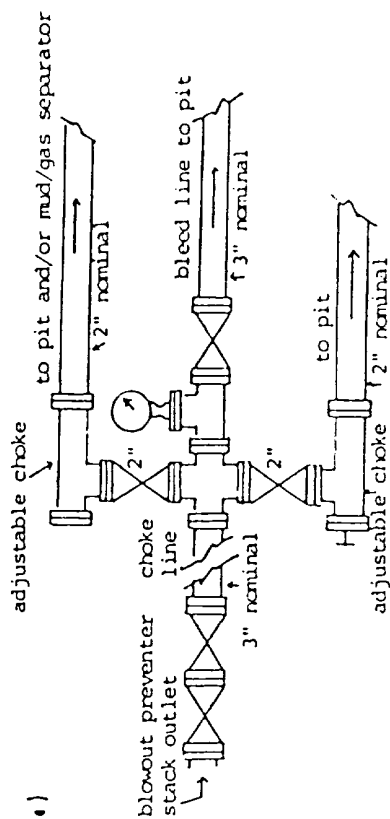 adjustable choke
to pit and/or mud/gas separator
2" nominal
2"
bleed line to pit
3" nominal
choke
line
3" nominal
blowout preventer
stack outlet
2"
to pit
2" nominal
adjustable choke